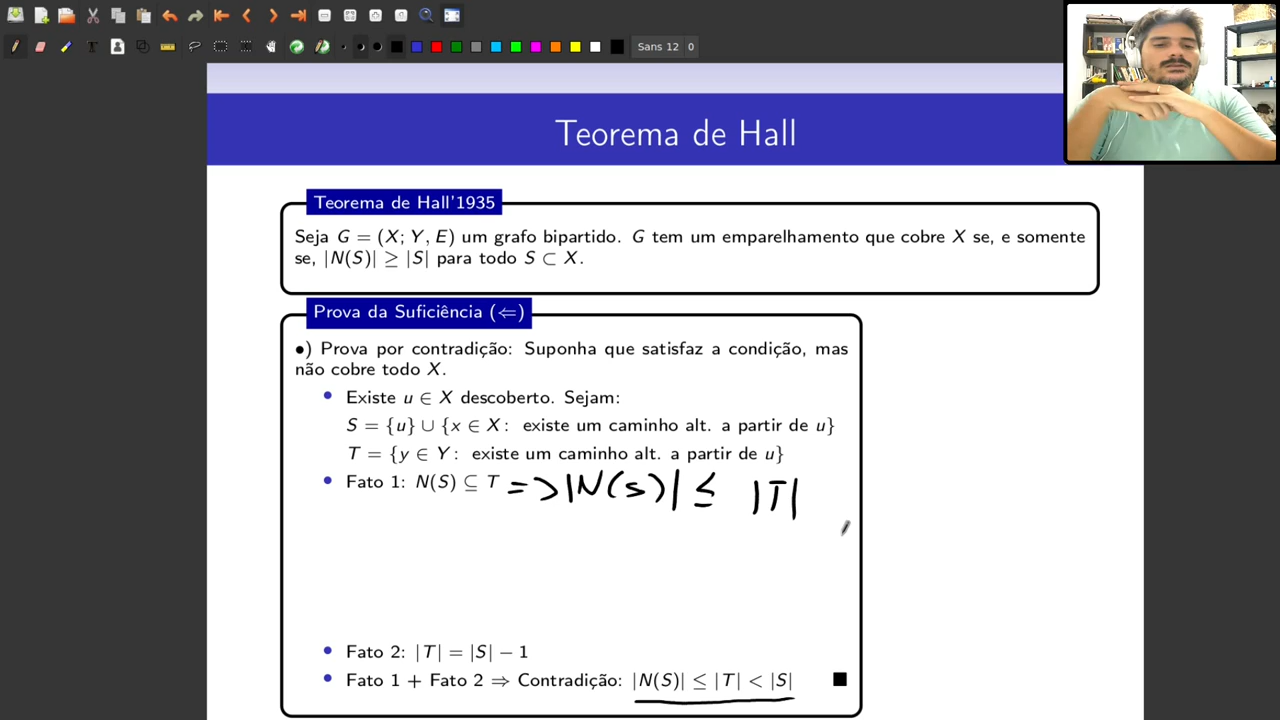 Sans 12 0
Teorema de Hall
Teorema de Hall'1935
Seja G = (X; Y, E) um grafo bipartido. G tem um emparelhamento que cobre X se, e somente
se, |N(S)| ≥ |S| para todo S ⊂ X.
Prova da Suficiência (⇐)
•) Prova por contradição: Suponha que satisfaz a condição, mas
não cobre todo X.
• Existe u ∈ X descoberto. Sejam:
S = {u} ∪ {x ∈ X : existe um caminho alt. a partir de u}
T = {y ∈ Y : existe um caminho alt. a partir de u}
• Fato 1: N(S) ⊆ T => |N(s)| ≤ |T|
• Fato 2: |T| = |S| − 1
• Fato 1 + Fato 2 ⇒ Contradição: |N(S)| ≤ |T| < |S| ■